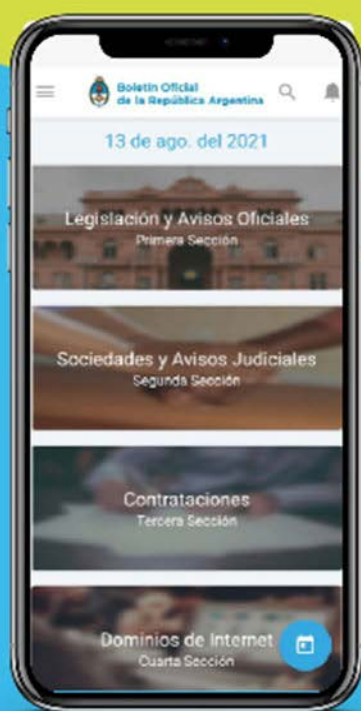 Boletín Oficial
de la República Argentina
13 de ago. del 2021
Legislación y Avisos Oficiales
Primera Sección
Sociedades y Avisos Judiciales
Segunda Sección
Contrataciones
Tercera Sección
Dominios de Internet
Cuarta Sección